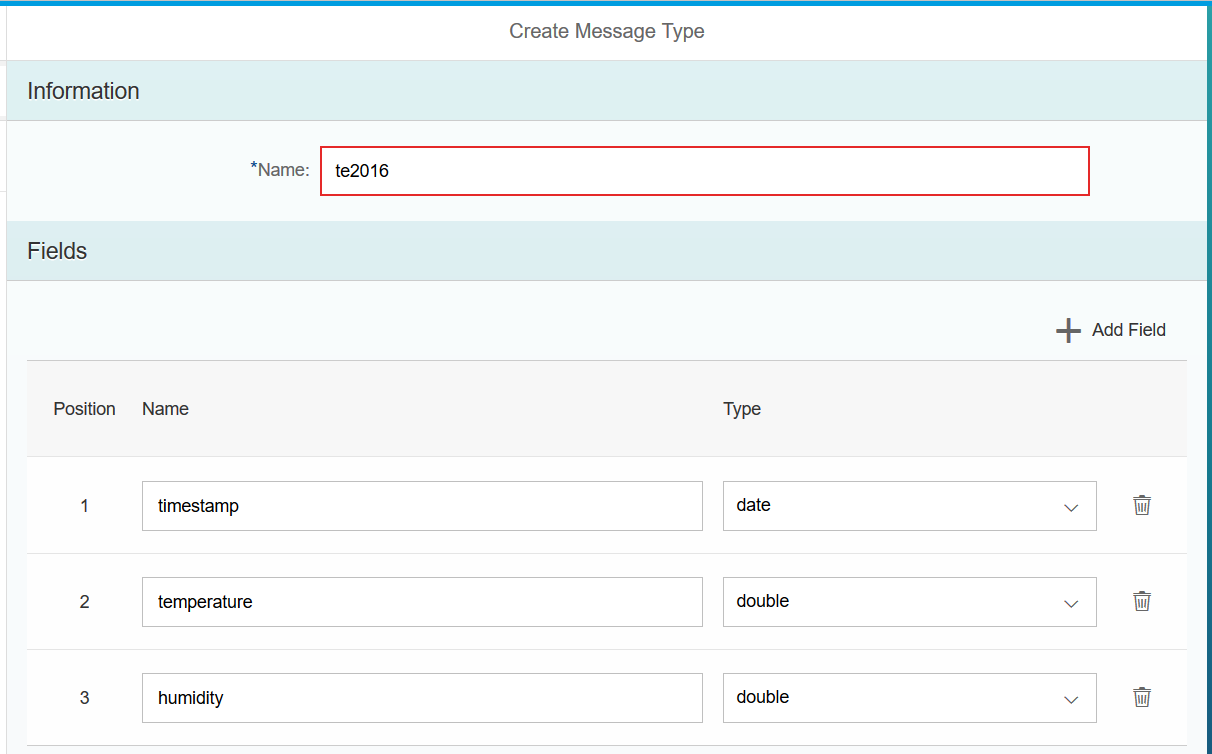 Create Message Type
Information
*Name: te2016
Fields
Add Field
Position Name Type
1 timestamp date
2 temperature double
3 humidity double